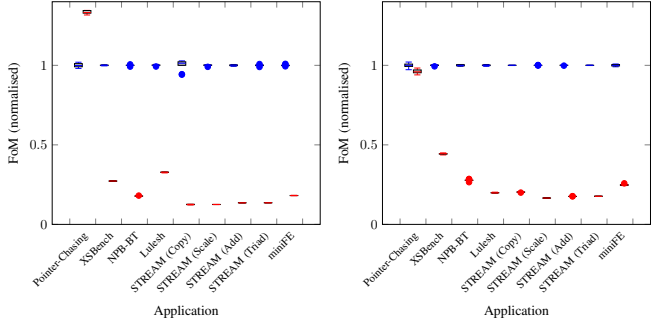 1
0.5
0
FoM (normalised)
Pointer-Chasing
XSBench
NPB-BT
Lulesh
STREAM (Copy)
STREAM (Scale)
STREAM (Add)
STREAM (Triad)
miniFE
Application
1
0.5
0
FoM (normalised)
Pointer-Chasing
XSBench
NPB-BT
Lulesh
STREAM (Copy)
STREAM (Scale)
STREAM (Add)
STREAM (Triad)
miniFE
Application